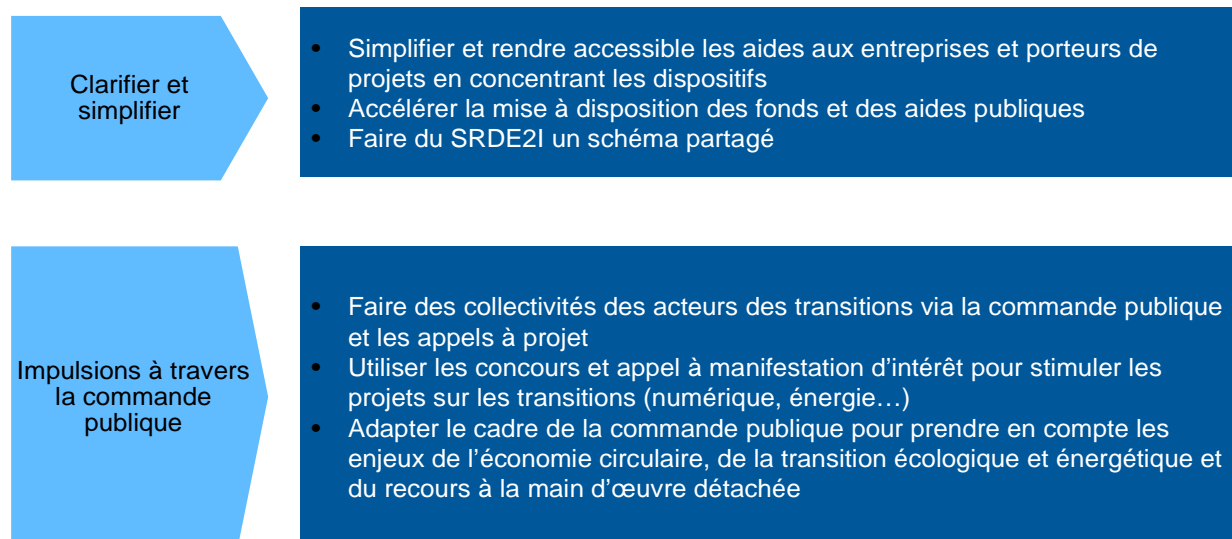 Clarifier et
simplifier
• Simplifier et rendre accessible les aides aux entreprises et porteurs de
projets en concentrant les dispositifs
• Accélérer la mise à disposition des fonds et des aides publiques
• Faire du SRDE2I un schéma partagé
Impulsions à travers
la commande
publique
• Faire des collectivités des acteurs des transitions via la commande publique
et les appels à projet
• Utiliser les concours et appel à manifestation d’intérêt pour stimuler les
projets sur les transitions (numérique, énergie…)
• Adapter le cadre de la commande publique pour prendre en compte les
enjeux de l’économie circulaire, de la transition écologique et énergétique et
du recours à la main d’œuvre détachée